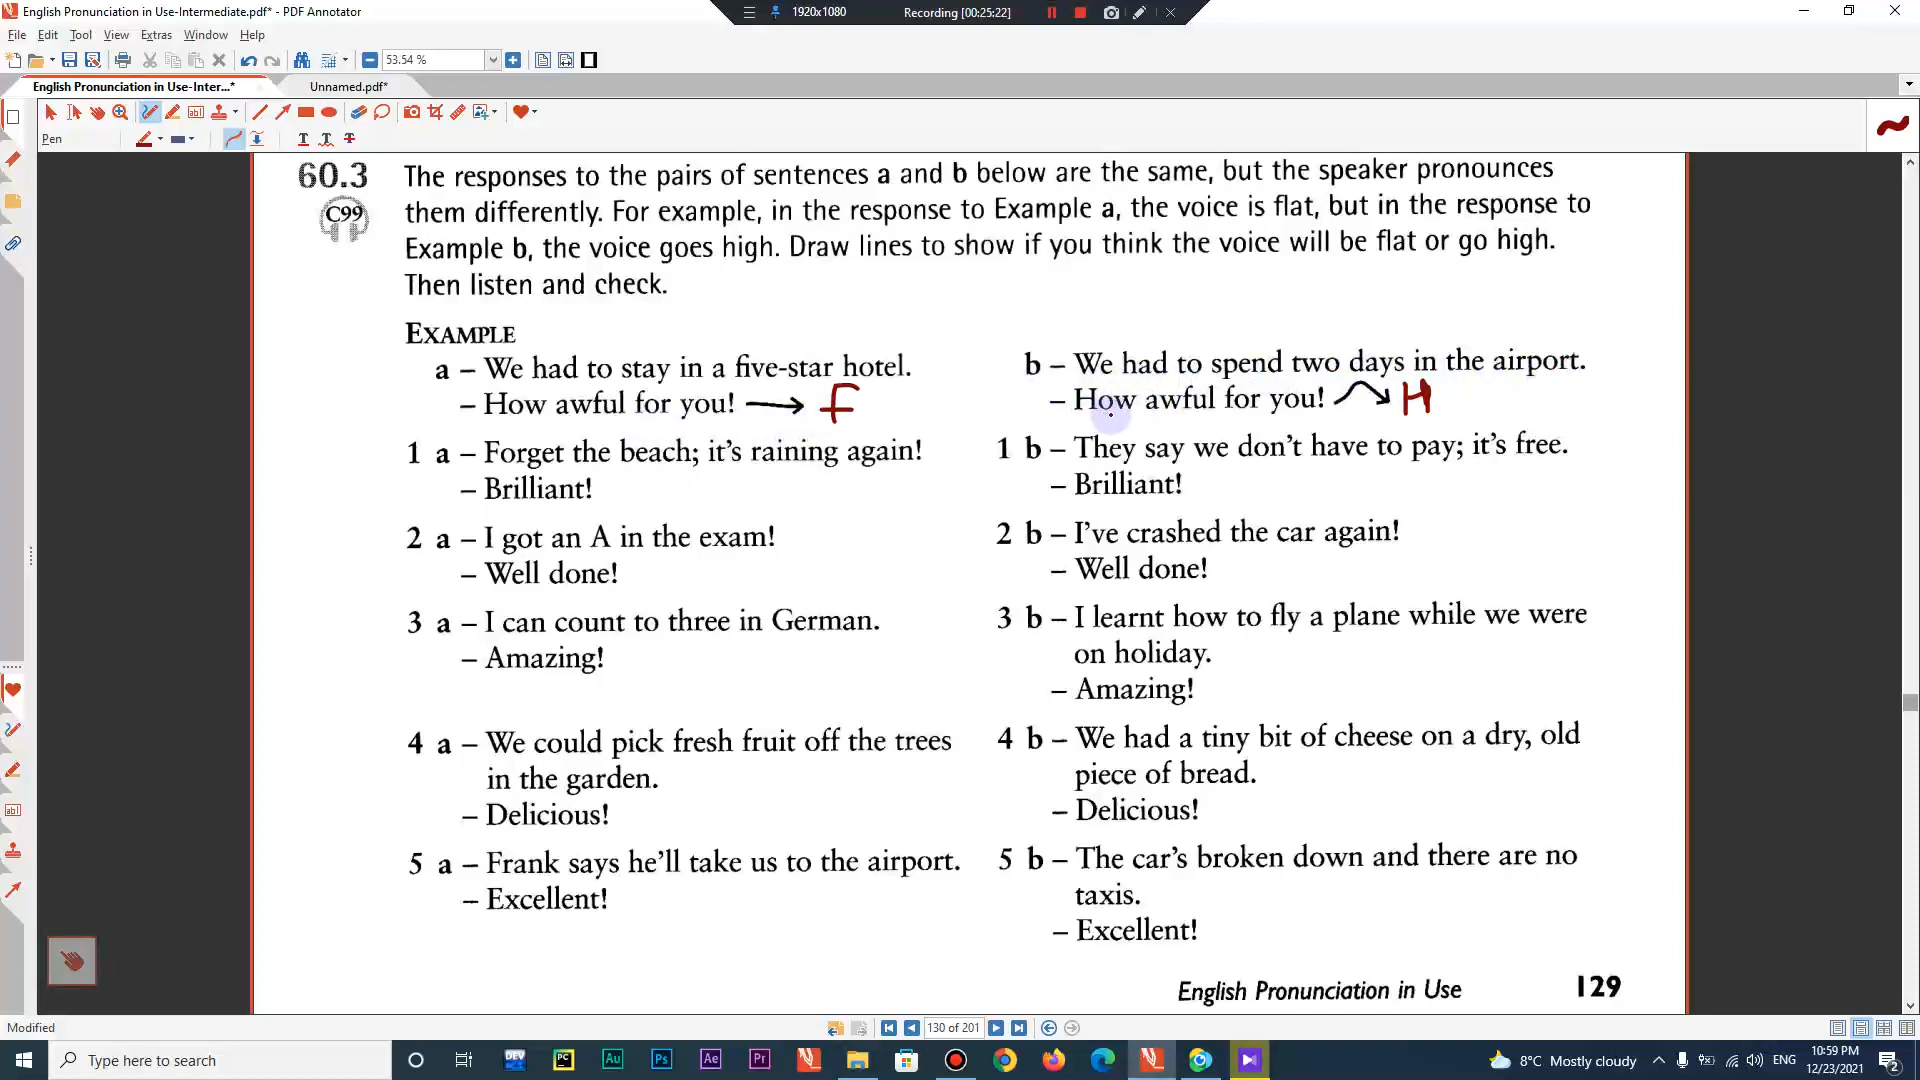 English Pronunciation in Use-Intermediate.pdf* - PDF Annotator
1920x1080
Recording [00:25:22]
File Edit Tool View Extras Window Help
53.54 %
English Pronunciation in Use-Inter...*
Unnamed.pdf*
Pen
60.3 The responses to the pairs of sentences a and b below are the same, but the speaker pronounces
C99 them differently. For example, in the response to Example a, the voice is flat, but in the response to
Example b, the voice goes high. Draw lines to show if you think the voice will be flat or go high.
Then listen and check.
EXAMPLE
a – We had to stay in a five-star hotel.
– How awful for you! F
b – We had to spend two days in the airport.
– How awful for you! H
1 a – Forget the beach; it's raining again!
– Brilliant!
1 b – They say we don't have to pay; it's free.
– Brilliant!
2 a – I got an A in the exam!
– Well done!
2 b – I've crashed the car again!
– Well done!
3 a – I can count to three in German.
– Amazing!
3 b – I learnt how to fly a plane while we were
on holiday.
– Amazing!
4 a – We could pick fresh fruit off the trees
in the garden.
– Delicious!
4 b – We had a tiny bit of cheese on a dry, old
piece of bread.
– Delicious!
5 a – Frank says he'll take us to the airport.
– Excellent!
5 b – The car's broken down and there are no
taxis.
– Excellent!
English Pronunciation in Use 129
Modified
130 of 201
Type here to search
DEV
PC
Au
Ps
Ae
Pr
8°C Mostly cloudy
ENG
10:59 PM
12/23/2021
2